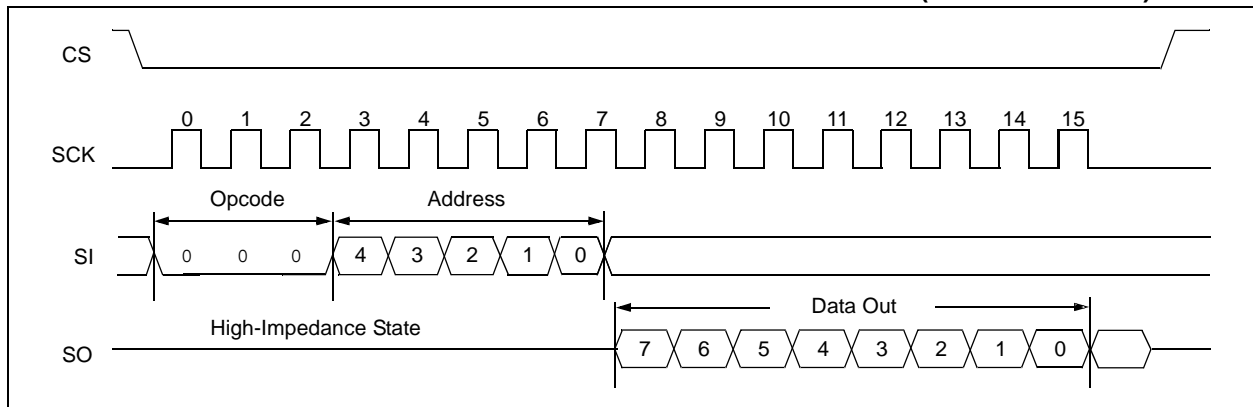 CS
0 1 2 3 4 5 6 7 8 9 10 11 12 13 14 15
SCK
Opcode Address
SI 0 0 0 4 3 2 1 0
Data Out
High-Impedance State
SO 7 6 5 4 3 2 1 0